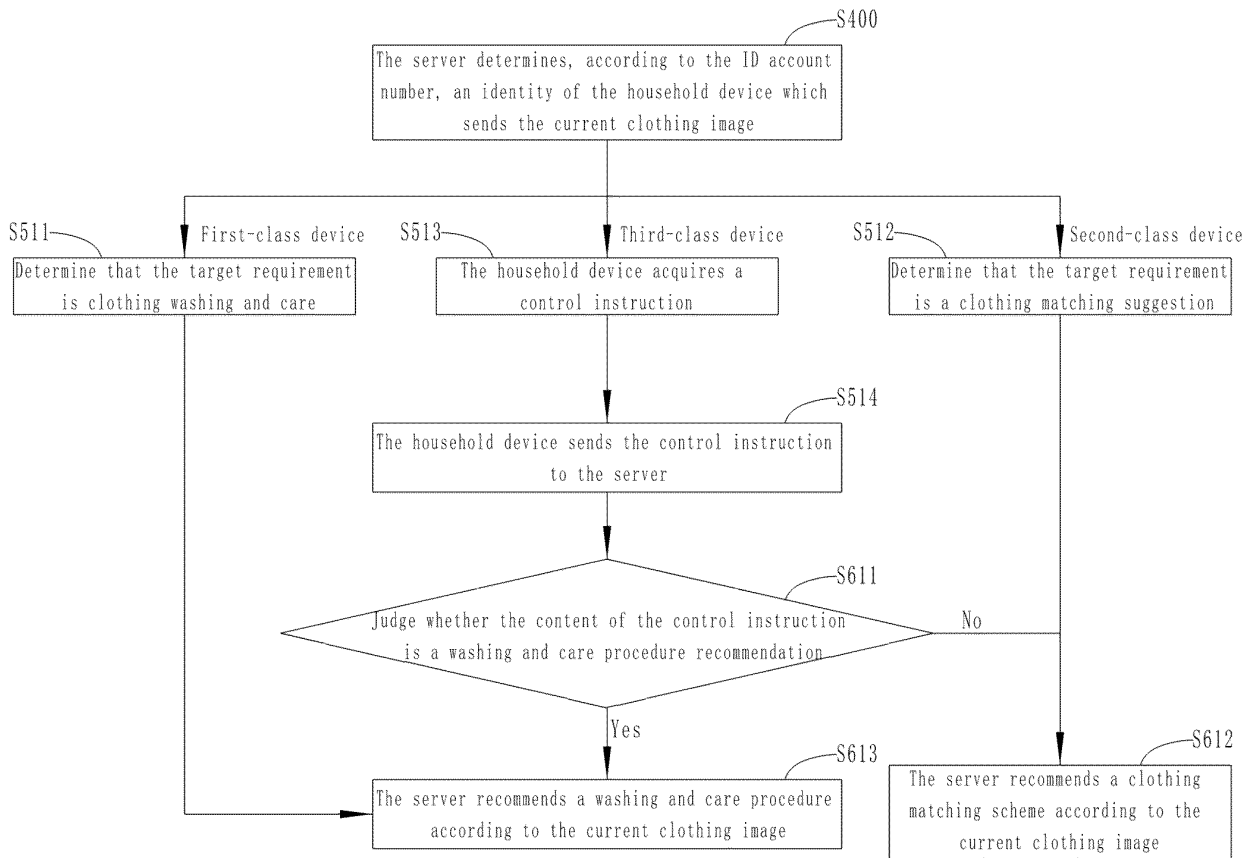 S400
The server determines, according to the ID account
number, an identity of the household device which
sends the current clothing image
S511
First-class device
S513
Third-class device
S512
Second-class device
Determine that the target requirement
is clothing washing and care
The household device acquires a
control instruction
Determine that the target requirement
is a clothing matching suggestion
S514
The household device sends the control instruction
to the server
S611
Judge whether the content of the control instruction
is a washing and care procedure recommendation
No
Yes
S613
The server recommends a washing and care procedure
according to the current clothing image
S612
The server recommends a clothing
matching scheme according to the
current clothing image